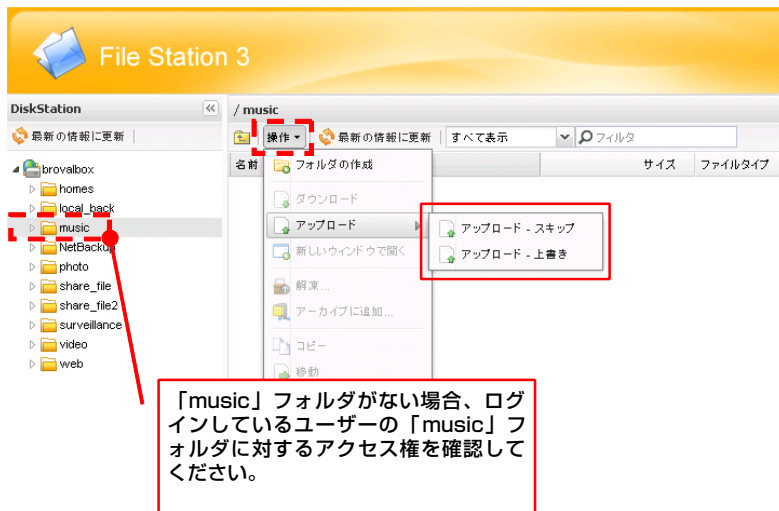 File Station 3
DiskStation
/ music
最新の情報に更新
操作
最新の情報に更新
すべて表示
フィルタ
brovalbox
homes
local_back
music
NetBackup
photo
share_file
share_file2
surveillance
video
web
名前
サイズ
ファイルタイプ
フォルダの作成
ダウンロード
アップロード
新しいウィンドウで開く
解凍...
アーカイブに追加...
コピー
移動
アップロード - スキップ
アップロード - 上書き
「music」フォルダがない場合、ログ
インしているユーザーの「music」フ
ォルダに対するアクセス権を確認して
ください。